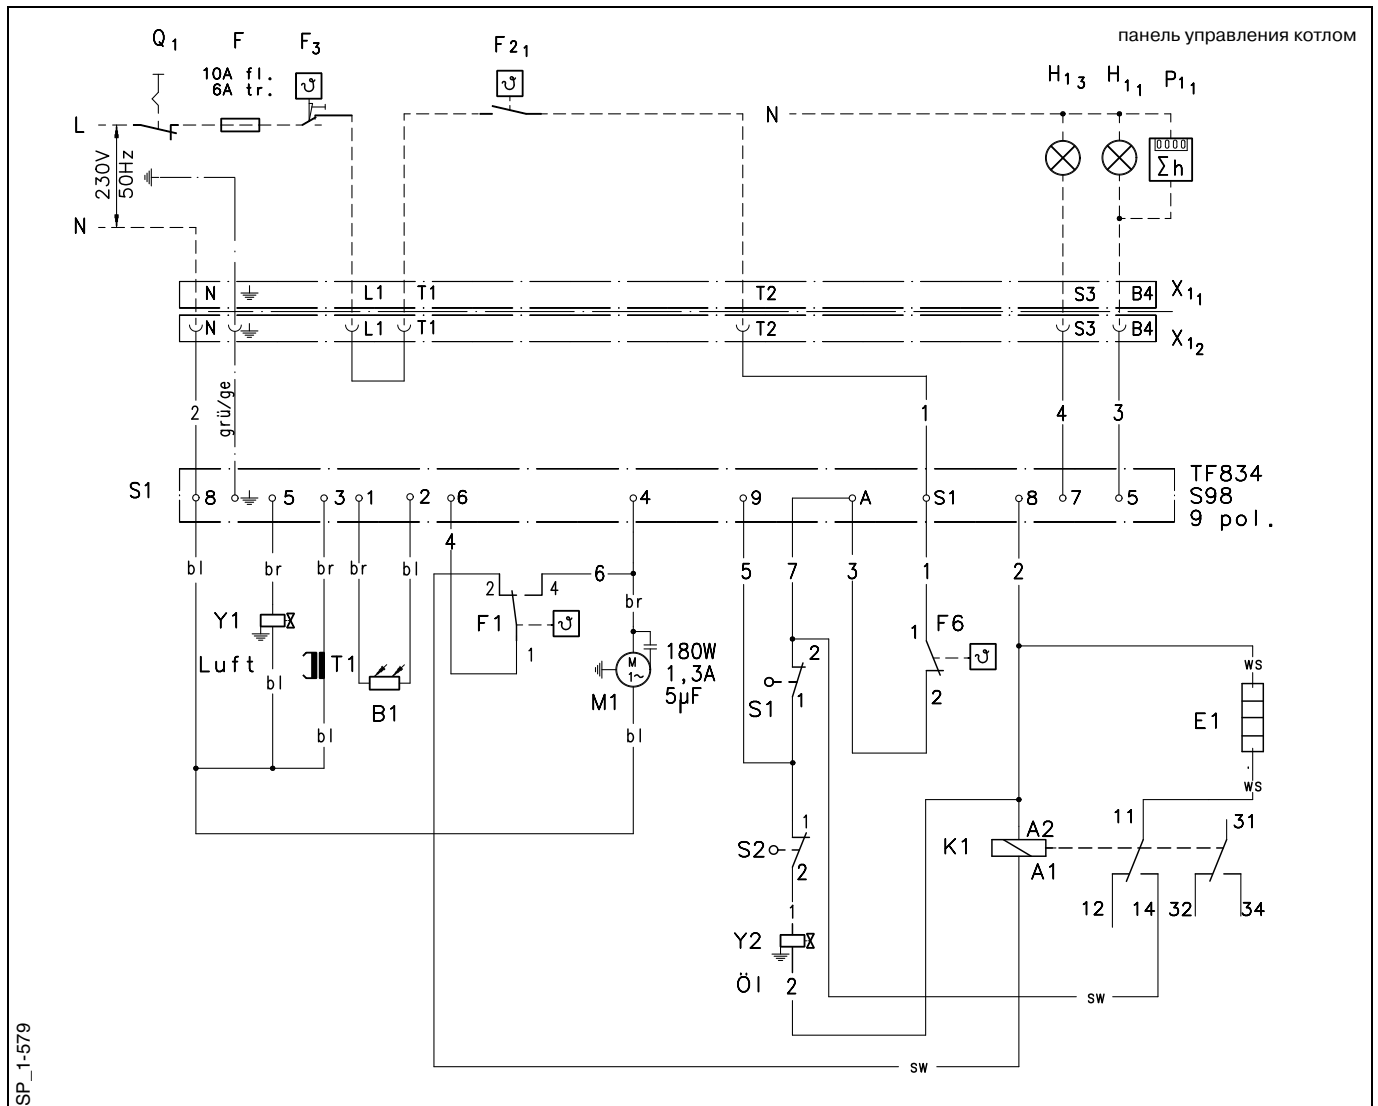 панель управления котлом
Q1 F F3 F21 H13 H11 P11
10A fl.
6A tr.
ϑ ϑ
L N
230V
50Hz
0000
Σh
N
N L1 T1 T2 S3 B4 X11
N L1 T1 T2 S3 B4 X12
2 grü/ge 1 4 3
S1 8 5 3 1 2 6 4 9 A S1 8 7 5
TF834
S98
9 pol.
4
bl br br br bl 2 4 6 5 7 3 1 2
br
Y1 F1 ϑ 1 F6 ϑ
Luft T1 1 M 1~ 180W 2 ws
bl 1,3A
B1 M1 5µF S1 1 2 E1
bl bl
ws
11 31
S2 1 K1 A2
2 A1
1 12 14 32 34
Y2
Öl 2
sw
sw
SP_1-579